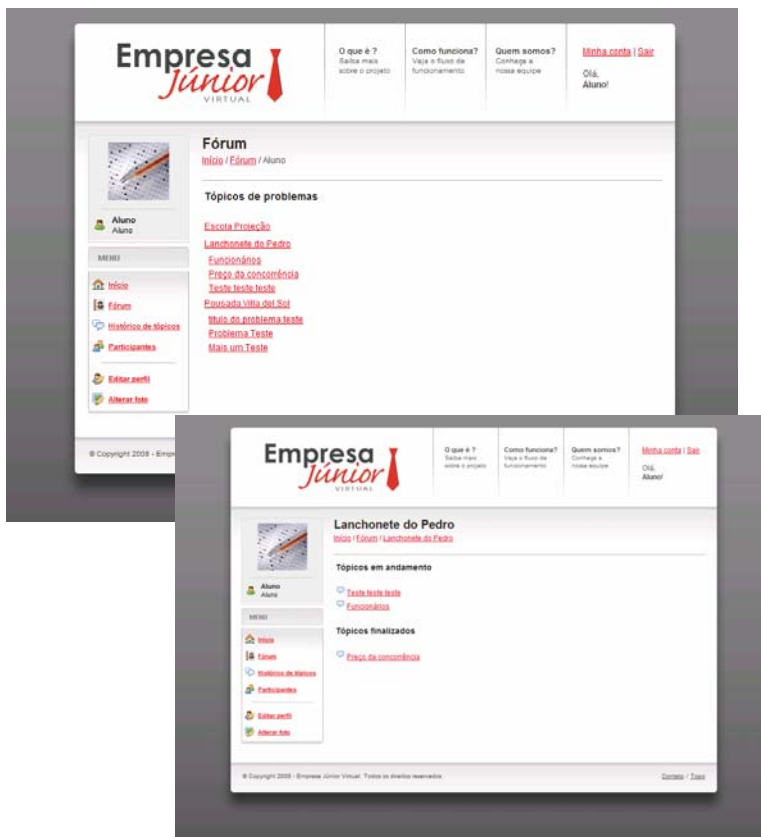 Empresa
Júnior
VIRTUAL
O que é ?
Saiba mais
sobre o projeto
Como funciona?
Veja o fluxo de
funcionamento
Quem somos?
Conheça a
nossa equipe
Minha conta | Sair
Olá,
Aluno!
Aluno
Aluno
MENU
Início
Fórum
Histórico de tópicos
Participantes
Editar perfil
Alterar foto
Fórum
Início / Fórum / Aluno
Tópicos de problemas
Escola Projeção
Lanchonete do Pedro
Funcionários
Preço da concorrência
Teste teste teste
Pousada Villa del Sol
titulo do problema teste
Problema Teste
Mais um Teste
© Copyright 2008 - Empre
Empresa
Júnior
VIRTUAL
O que é ?
Saiba mais
sobre o projeto
Como funciona?
Veja o fluxo de
funcionamento
Quem somos?
Conheça a
nossa equipe
Minha conta | Sair
Olá,
Aluno!
Aluno
Aluno
MENU
Início
Fórum
Histórico de tópicos
Participantes
Editar perfil
Alterar foto
Lanchonete do Pedro
Início / Fórum / Lanchonete do Pedro
Tópicos em andamento
Teste teste teste
Funcionários
Tópicos finalizados
Preço da concorrência
© Copyright 2008 - Empresa Júnior Virtual. Todos os direitos reservados.
Contato / Topo